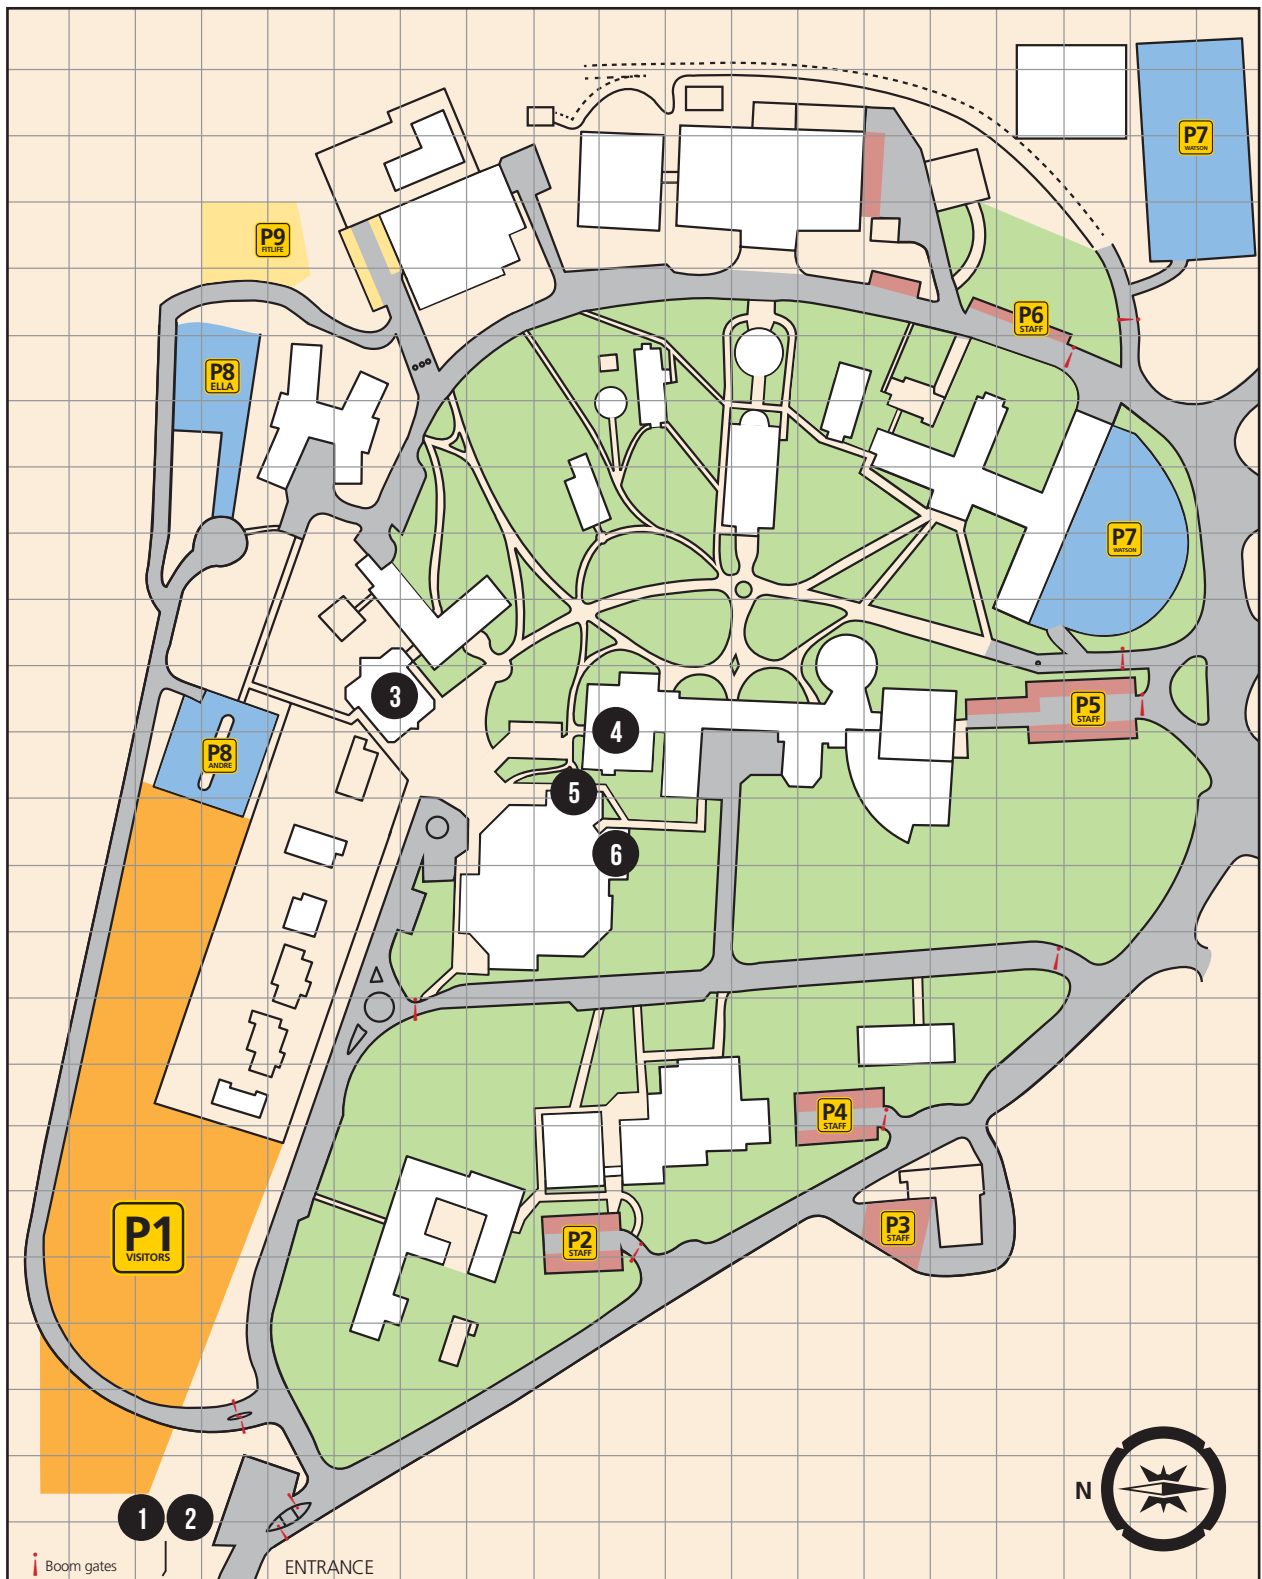 P7
WATSON
P9
FITLIFE
P6
STAFF
P8
ELLA
P7
WATSON
3
4
P5
STAFF
P8
ANDRE
5
6
P4
STAFF
P1
VISITORS
P2
STAFF
P3
STAFF
N
1 2
Boom gates
ENTRANCE